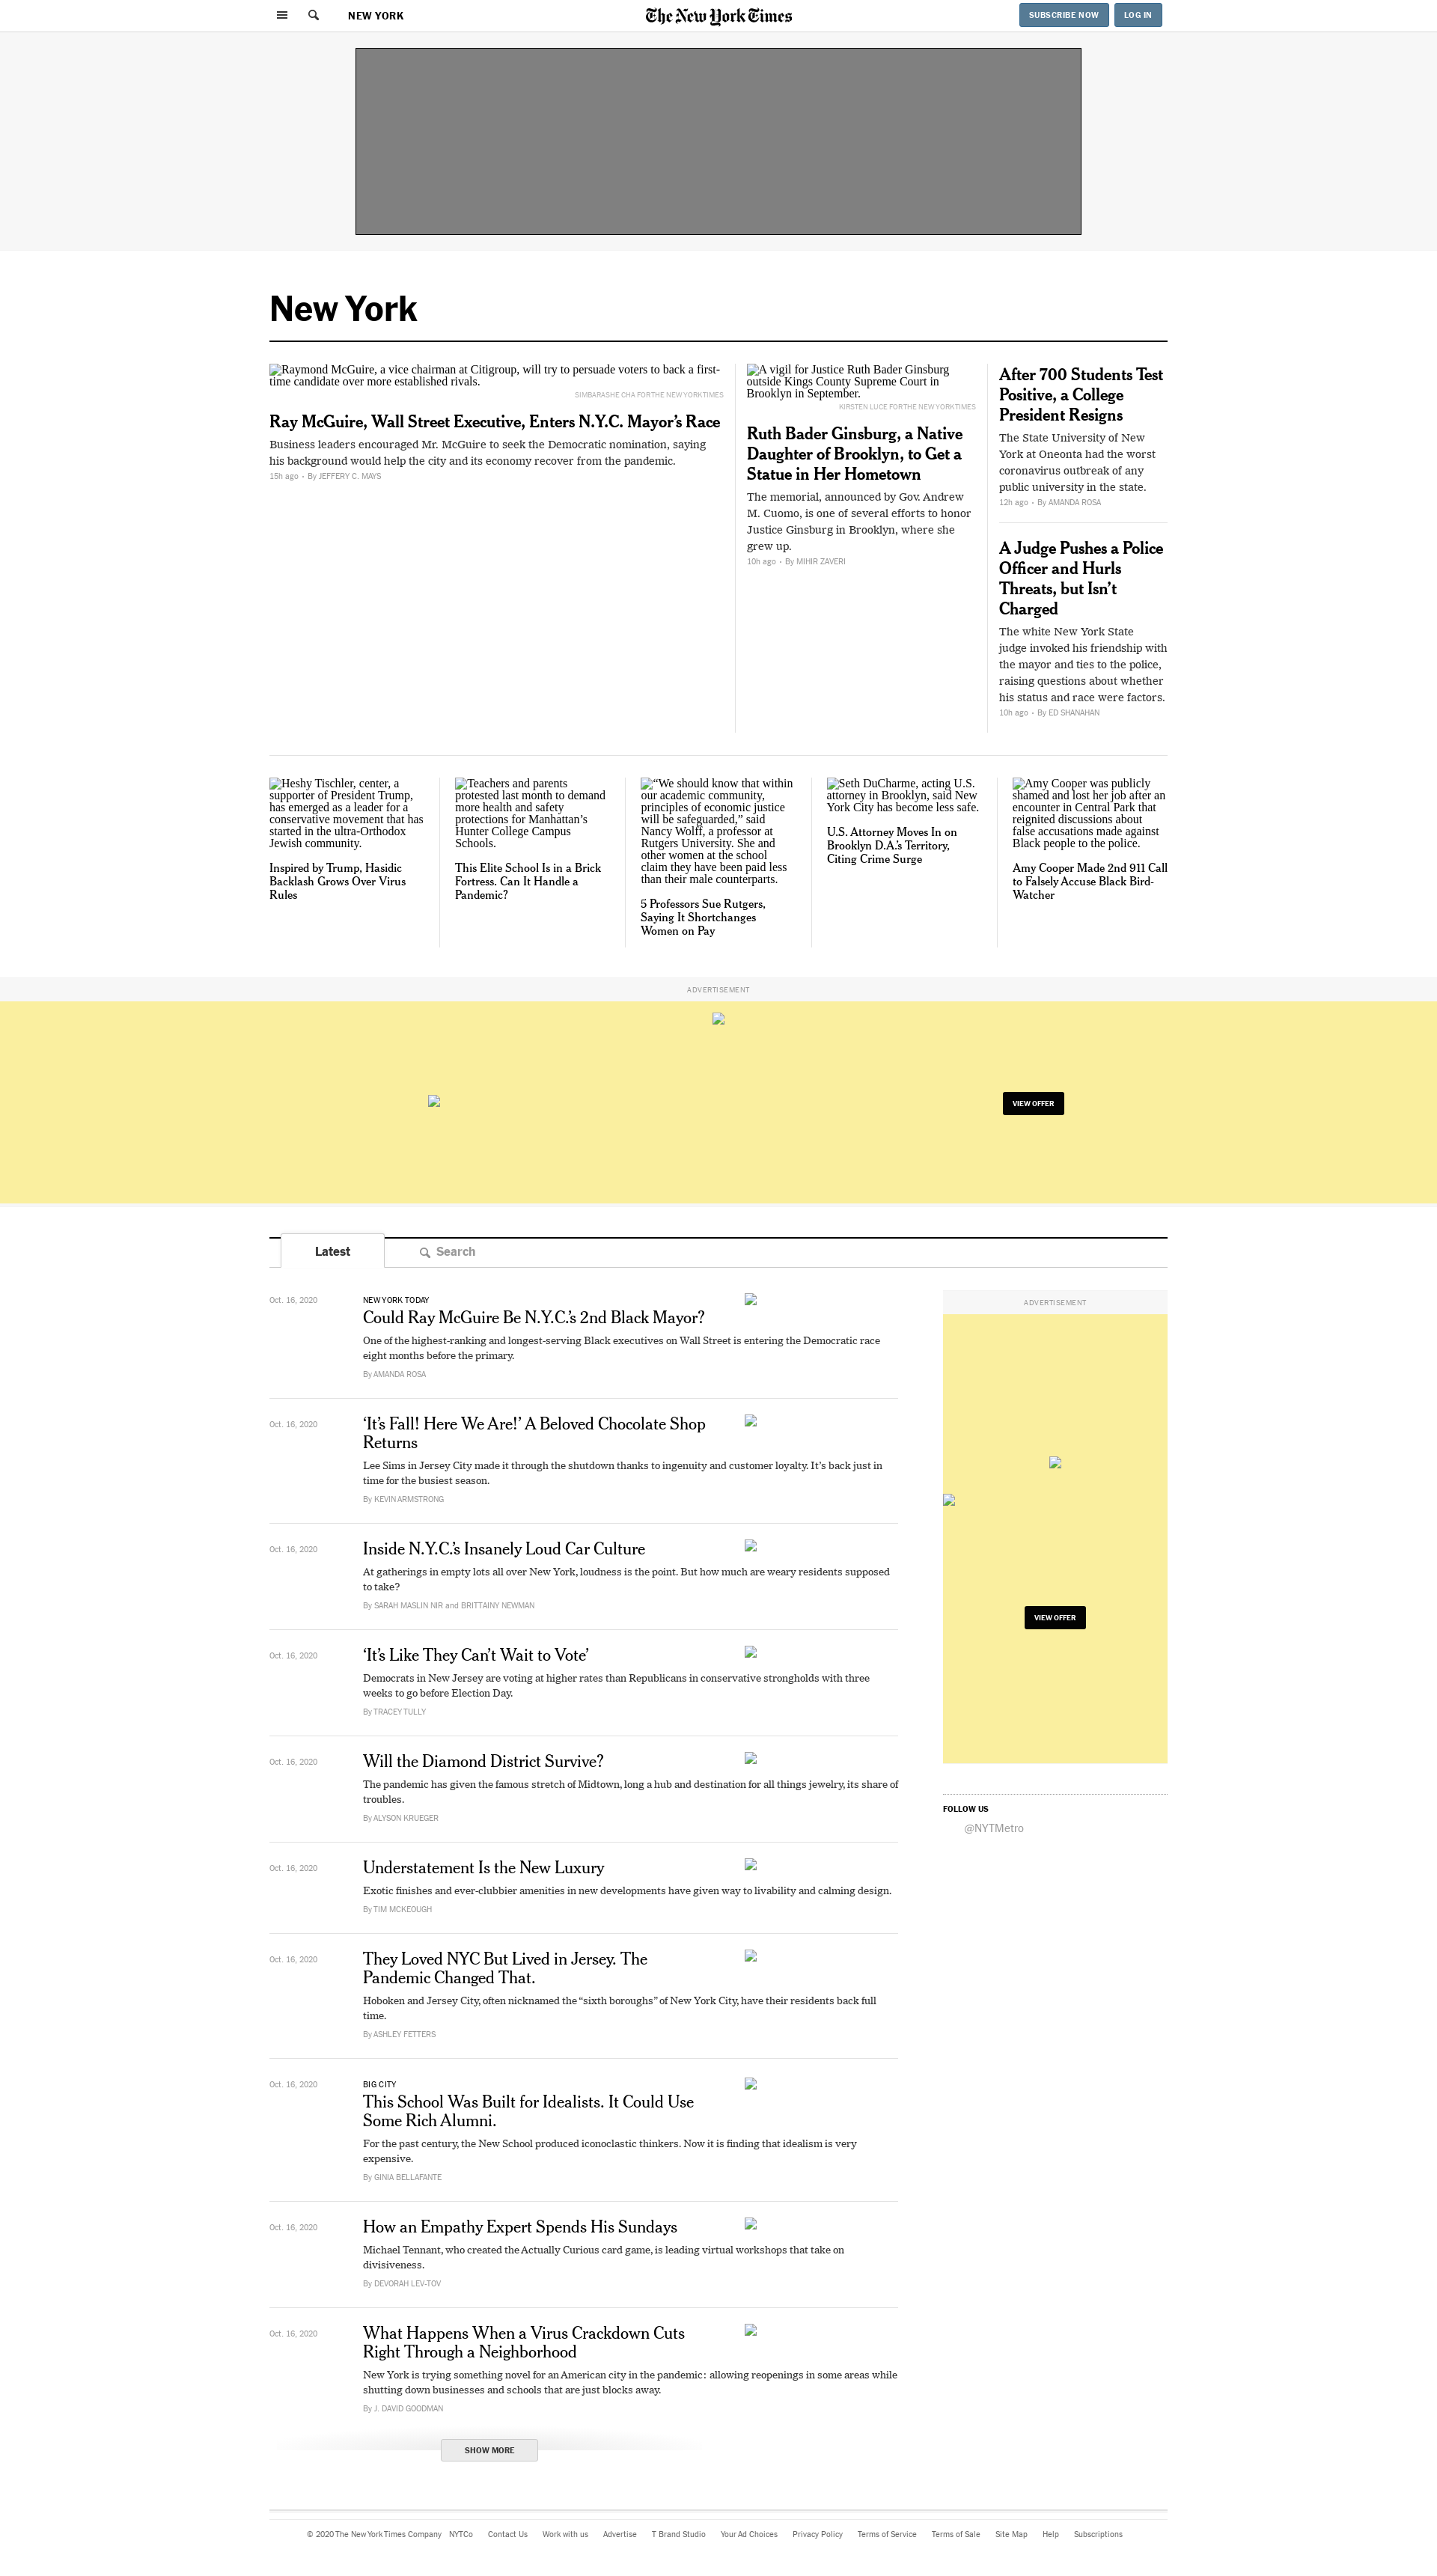 NEW YORK
The New York Times
SUBSCRIBE NOW
LOG IN
New York
Raymond McGuire, a vice chairman at Citigroup, will try to persuade voters to back a first-
time candidate over more established rivals.
SIMBARASHE CHA FOR THE NEW YORK TIMES
Ray McGuire, Wall Street Executive, Enters N.Y.C. Mayor’s Race
Business leaders encouraged Mr. McGuire to seek the Democratic nomination, saying
his background would help the city and its economy recover from the pandemic.
15h ago • By JEFFERY C. MAYS
A vigil for Justice Ruth Bader Ginsburg
outside Kings County Supreme Court in
Brooklyn in September.
KIRSTEN LUCE FOR THE NEW YORK TIMES
Ruth Bader Ginsburg, a Native
Daughter of Brooklyn, to Get a
Statue in Her Hometown
The memorial, announced by Gov. Andrew
M. Cuomo, is one of several efforts to honor
Justice Ginsburg in Brooklyn, where she
grew up.
10h ago • By MIHIR ZAVERI
After 700 Students Test
Positive, a College
President Resigns
The State University of New
York at Oneonta had the worst
coronavirus outbreak of any
public university in the state.
12h ago • By AMANDA ROSA
A Judge Pushes a Police
Officer and Hurls
Threats, but Isn’t
Charged
The white New York State
judge invoked his friendship with
the mayor and ties to the police,
raising questions about whether
his status and race were factors.
10h ago • By ED SHANAHAN
Heshy Tischler, center, a
supporter of President Trump,
has emerged as a leader for a
conservative movement that has
started in the ultra-Orthodox
Jewish community.
Inspired by Trump, Hasidic
Backlash Grows Over Virus
Rules
Teachers and parents
protested last month to demand
more health and safety
protections for Manhattan’s
Hunter College Campus
Schools.
This Elite School Is in a Brick
Fortress. Can It Handle a
Pandemic?
“We should know that within
our academic community,
principles of economic justice
will be safeguarded,” said
Nancy Wolff, a professor at
Rutgers University. She and
other women at the school
claim they have been paid less
than their male counterparts.
5 Professors Sue Rutgers,
Saying It Shortchanges
Women on Pay
Seth DuCharme, acting U.S.
attorney in Brooklyn, said New
York City has become less safe.
U.S. Attorney Moves In on
Brooklyn D.A.’s Territory,
Citing Crime Surge
Amy Cooper was publicly
shamed and lost her job after an
encounter in Central Park that
reignited discussions about
false accusations made against
Black people to the police.
Amy Cooper Made 2nd 911 Call
to Falsely Accuse Black Bird-
Watcher
ADVERTISEMENT
VIEW OFFER
Latest
Search
Oct. 16, 2020
NEW YORK TODAY
Could Ray McGuire Be N.Y.C.’s 2nd Black Mayor?
One of the highest-ranking and longest-serving Black executives on Wall Street is entering the Democratic race
eight months before the primary.
By AMANDA ROSA
Oct. 16, 2020
‘It’s Fall! Here We Are!’ A Beloved Chocolate Shop
Returns
Lee Sims in Jersey City made it through the shutdown thanks to ingenuity and customer loyalty. It’s back just in
time for the busiest season.
By KEVIN ARMSTRONG
Oct. 16, 2020
Inside N.Y.C.’s Insanely Loud Car Culture
At gatherings in empty lots all over New York, loudness is the point. But how much are weary residents supposed
to take?
By SARAH MASLIN NIR and BRITTAINY NEWMAN
Oct. 16, 2020
‘It’s Like They Can’t Wait to Vote’
Democrats in New Jersey are voting at higher rates than Republicans in conservative strongholds with three
weeks to go before Election Day.
By TRACEY TULLY
Oct. 16, 2020
Will the Diamond District Survive?
The pandemic has given the famous stretch of Midtown, long a hub and destination for all things jewelry, its share of
troubles.
By ALYSON KRUEGER
Oct. 16, 2020
Understatement Is the New Luxury
Exotic finishes and ever-clubbier amenities in new developments have given way to livability and calming design.
By TIM MCKEOUGH
Oct. 16, 2020
They Loved NYC But Lived in Jersey. The
Pandemic Changed That.
Hoboken and Jersey City, often nicknamed the “sixth boroughs” of New York City, have their residents back full
time.
By ASHLEY FETTERS
Oct. 16, 2020
BIG CITY
This School Was Built for Idealists. It Could Use
Some Rich Alumni.
For the past century, the New School produced iconoclastic thinkers. Now it is finding that idealism is very
expensive.
By GINIA BELLAFANTE
Oct. 16, 2020
How an Empathy Expert Spends His Sundays
Michael Tennant, who created the Actually Curious card game, is leading virtual workshops that take on
divisiveness.
By DEVORAH LEV-TOV
Oct. 16, 2020
What Happens When a Virus Crackdown Cuts
Right Through a Neighborhood
New York is trying something novel for an American city in the pandemic: allowing reopenings in some areas while
shutting down businesses and schools that are just blocks away.
By J. DAVID GOODMAN
SHOW MORE
ADVERTISEMENT
VIEW OFFER
FOLLOW US
@NYTMetro
© 2020 The New York Times Company NYTCo Contact Us Work with us Advertise T Brand Studio Your Ad Choices Privacy Policy Terms of Service Terms of Sale Site Map Help Subscriptions